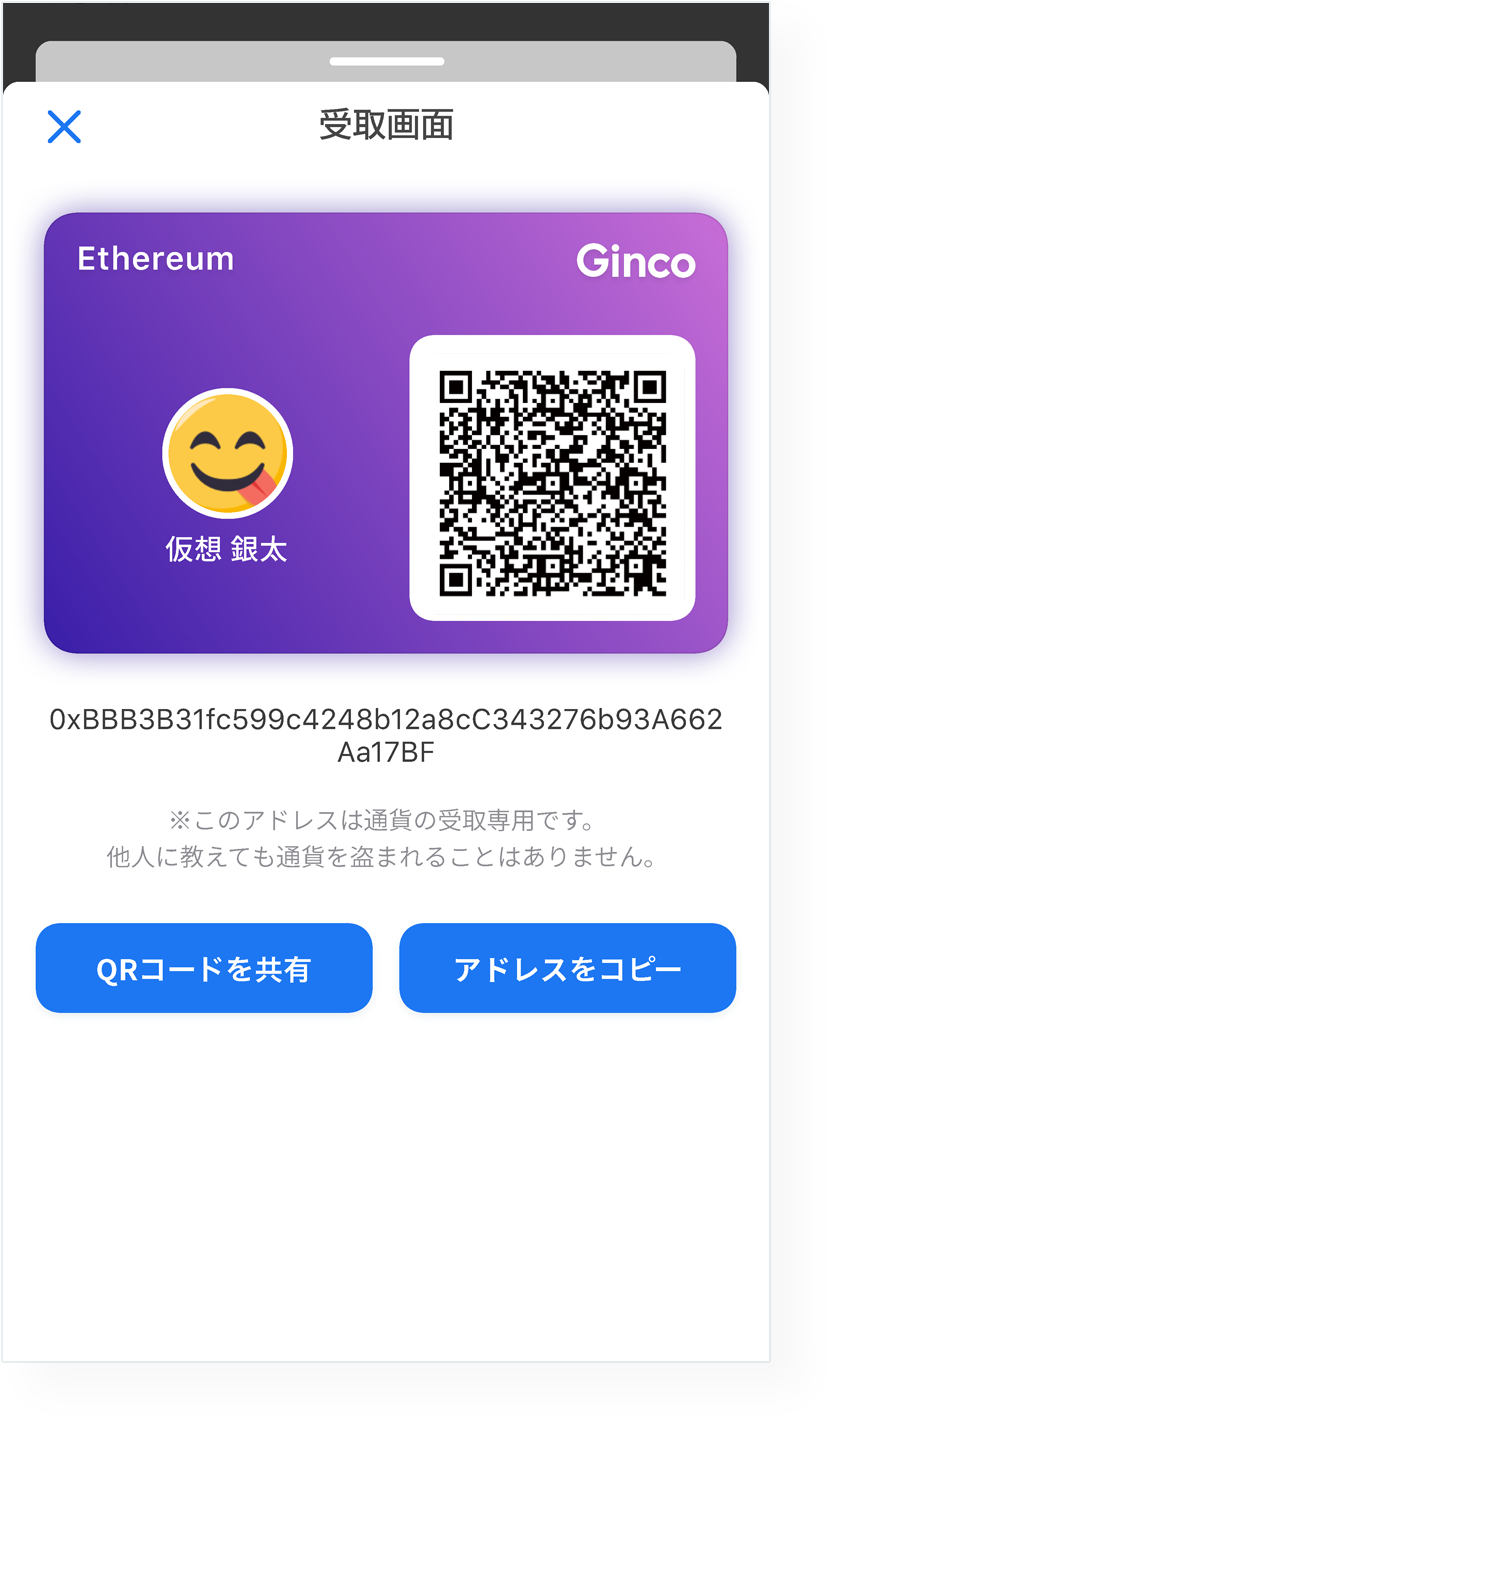 受取画面
Ethereum
Ginco
仮想 銀太
0xBBB3B31fc599c4248b12a8cC343276b93A662
Aa17BF
※このアドレスは通貨の受取専用です。
他人に教えても通貨を盗まれることはありません。
QRコードを共有
アドレスをコピー